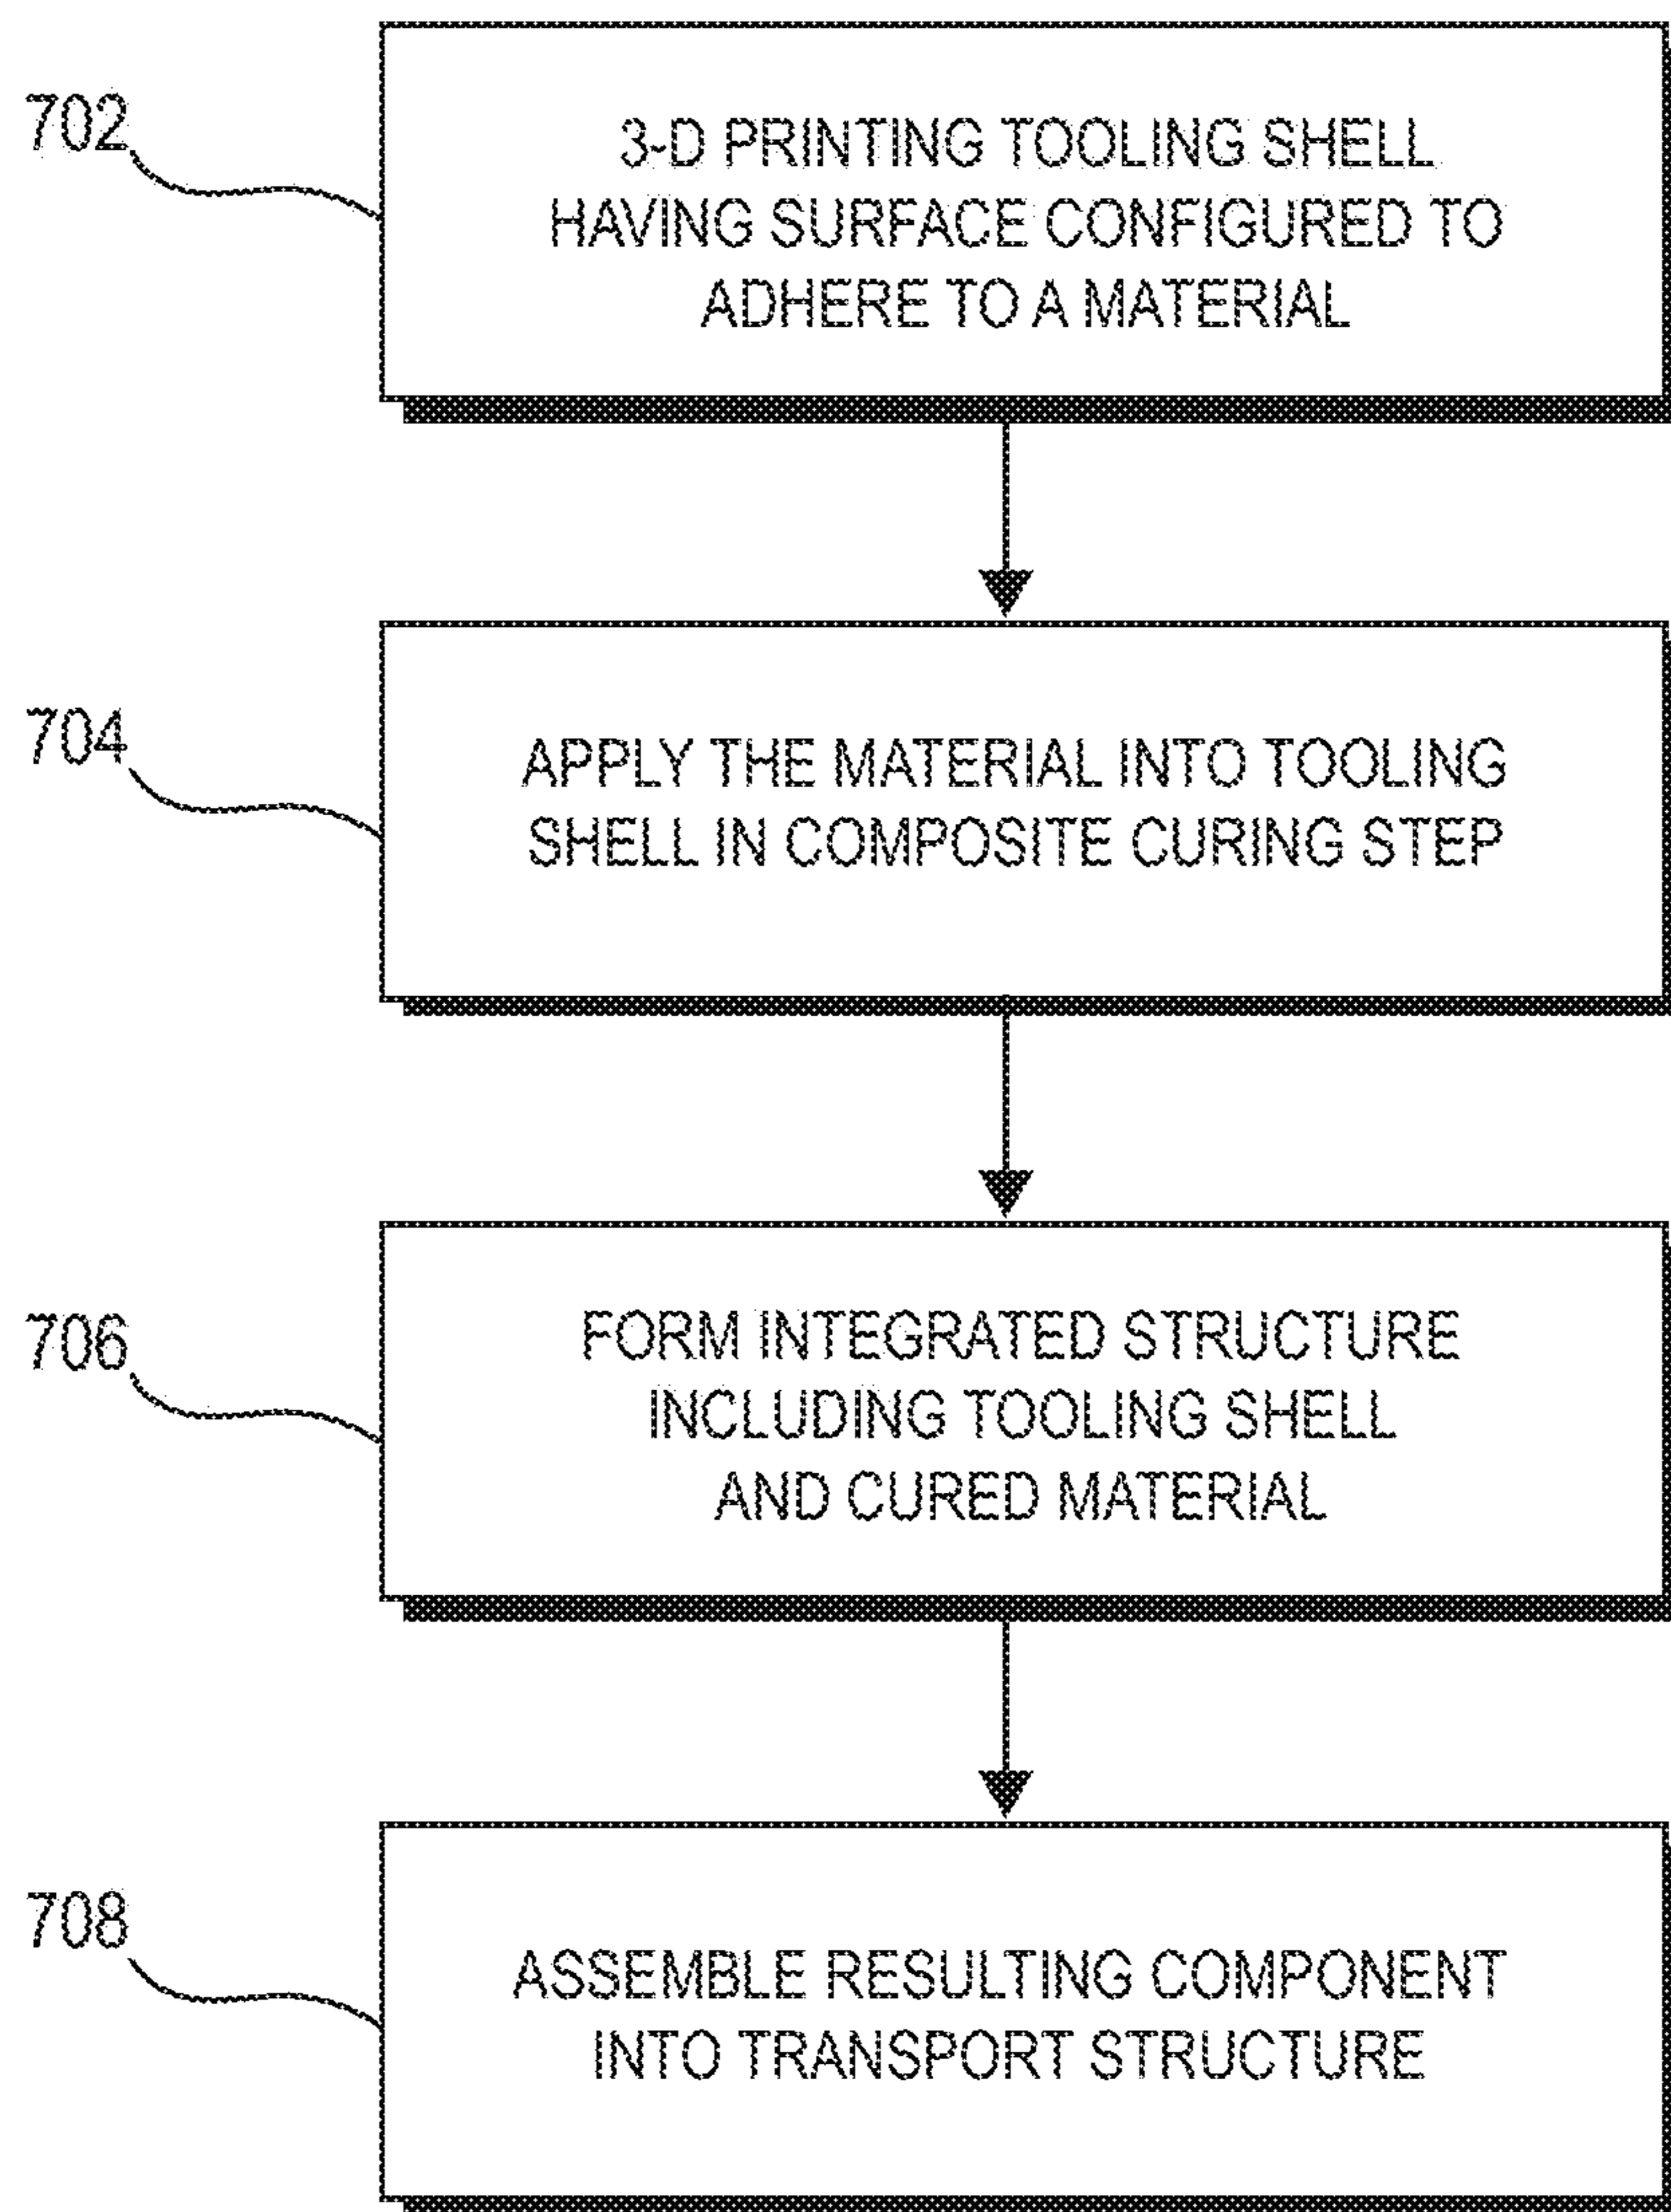 702
3-D PRINTING TOOLING SHELL
HAVING SURFACE CONFIGURED TO
ADHERE TO A MATERIAL
704
APPLY THE MATERIAL INTO TOOLING
SHELL IN COMPOSITE CURING STEP
706
FORM INTEGRATED STRUCTURE
INCLUDING TOOLING SHELL
AND CURED MATERIAL
708
ASSEMBLE RESULTING COMPONENT
INTO TRANSPORT STRUCTURE